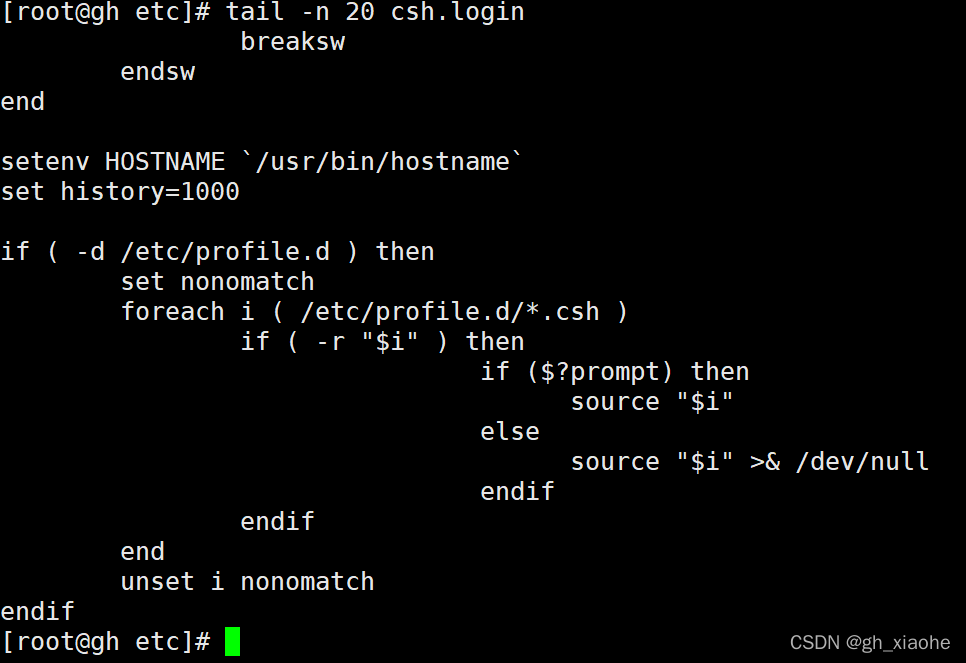 [root@gh etc]# tail -n 20 csh.login
                breaksw
        endsw
end

setenv HOSTNAME `/usr/bin/hostname`
set history=1000

if ( -d /etc/profile.d ) then
        set nonomatch
        foreach i ( /etc/profile.d/*.csh )
                if ( -r "$i" ) then
                                if ($?prompt) then
                                      source "$i"
                                else
                                      source "$i" >& /dev/null
                                endif
                endif
        end
        unset i nonomatch
endif
[root@gh etc]#
CSDN @gh_xiaohe